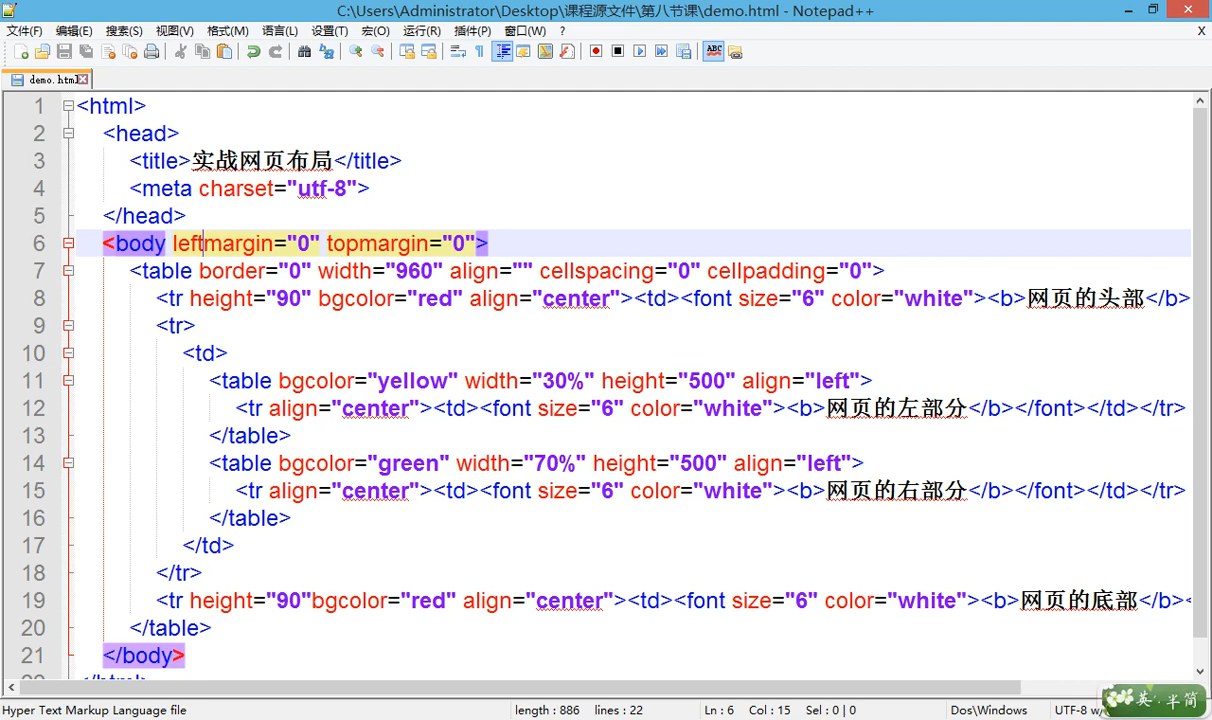 C:\Users\Administrator\Desktop\课程源文件\第八节课\demo.html - Notepad++
文件(F) 编辑(E) 搜索(S) 视图(V) 格式(M) 语言(L) 设置(T) 宏(O) 运行(R) 插件(P) 窗口(W) ? X
demo.html
1 <html>
2 <head>
3 <title>实战网页布局</title>
4 <meta charset="utf-8">
5 </head>
6 <body leftmargin="0" topmargin="0">
7 <table border="0" width="960" align="" cellspacing="0" cellpadding="0">
8 <tr height="90" bgcolor="red" align="center"><td><font size="6" color="white"><b>网页的头部</b>
9 <tr>
10 <td>
11 <table bgcolor="yellow" width="30%" height="500" align="left">
12 <tr align="center"><td><font size="6" color="white"><b>网页的左部分</b></font></td></tr>
13 </table>
14 <table bgcolor="green" width="70%" height="500" align="left">
15 <tr align="center"><td><font size="6" color="white"><b>网页的右部分</b></font></td></tr>
16 </table>
17 </td>
18 </tr>
19 <tr height="90"bgcolor="red" align="center"><td><font size="6" color="white"><b>网页的底部</b><
20 </table>
21 </body>
Hyper Text Markup Language file length : 886 lines : 22 Ln : 6 Col : 15 Sel : 0 | 0 Dos\Windows UTF-8 w/
英 半 简